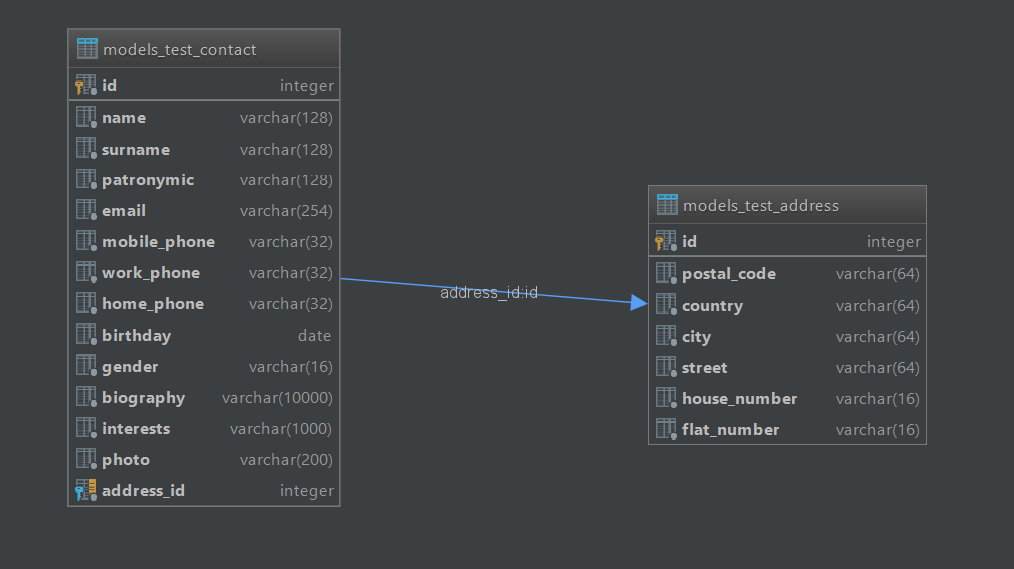 models_test_contact
id integer
name varchar(128)
surname varchar(128)
patronymic varchar(128)
email varchar(254)
mobile_phone varchar(32)
work_phone varchar(32)
home_phone varchar(32)
birthday date
gender varchar(16)
biography varchar(10000)
interests varchar(1000)
photo varchar(200)
address_id integer
address_id:id
models_test_address
id integer
postal_code varchar(64)
country varchar(64)
city varchar(64)
street varchar(64)
house_number varchar(16)
flat_number varchar(16)